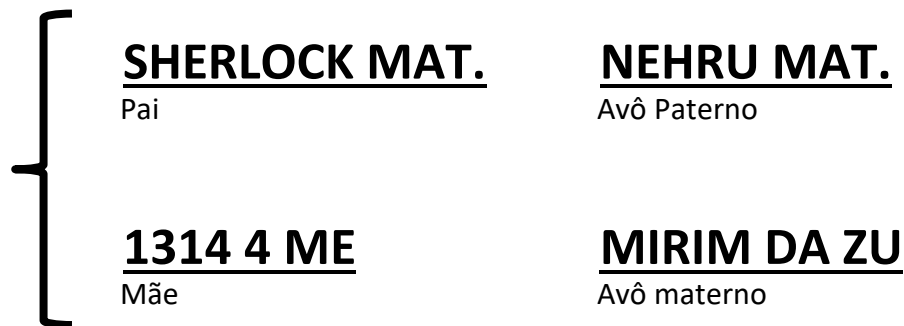 SHERLOCK MAT. NEHRU MAT.
Pai Avô Paterno
1314 4 ME MIRIM DA ZU
Mãe Avô materno